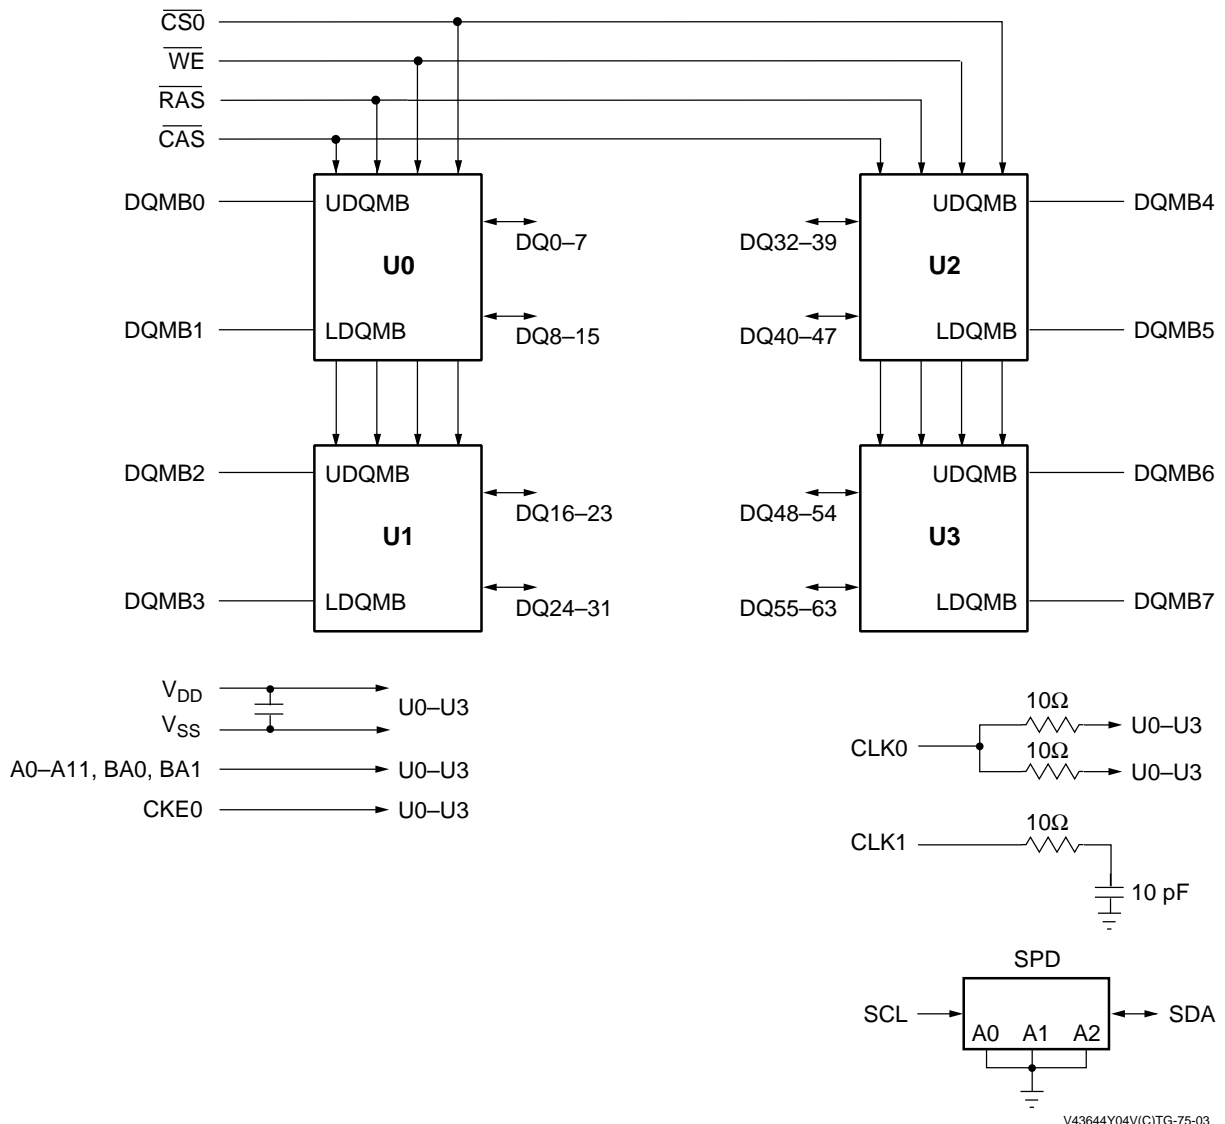 CS0
WE
RAS
CAS
DQMB0
UDQMB
DQ0–7
U0
DQMB1
LDQMB
DQ8–15
DQ32–39
UDQMB
DQMB4
U2
DQ40–47
LDQMB
DQMB5
DQMB2
UDQMB
DQ16–23
U1
DQMB3
LDQMB
DQ24–31
DQ48–54
UDQMB
DQMB6
U3
DQ55–63
LDQMB
DQMB7
VDD
VSS
U0–U3
A0–A11, BA0, BA1
U0–U3
CKE0
U0–U3
CLK0
10Ω
U0–U3
10Ω
U0–U3
CLK1
10Ω
10 pF
SPD
SCL
A0 A1 A2
SDA
V43644Y04V(C)TG-75-03